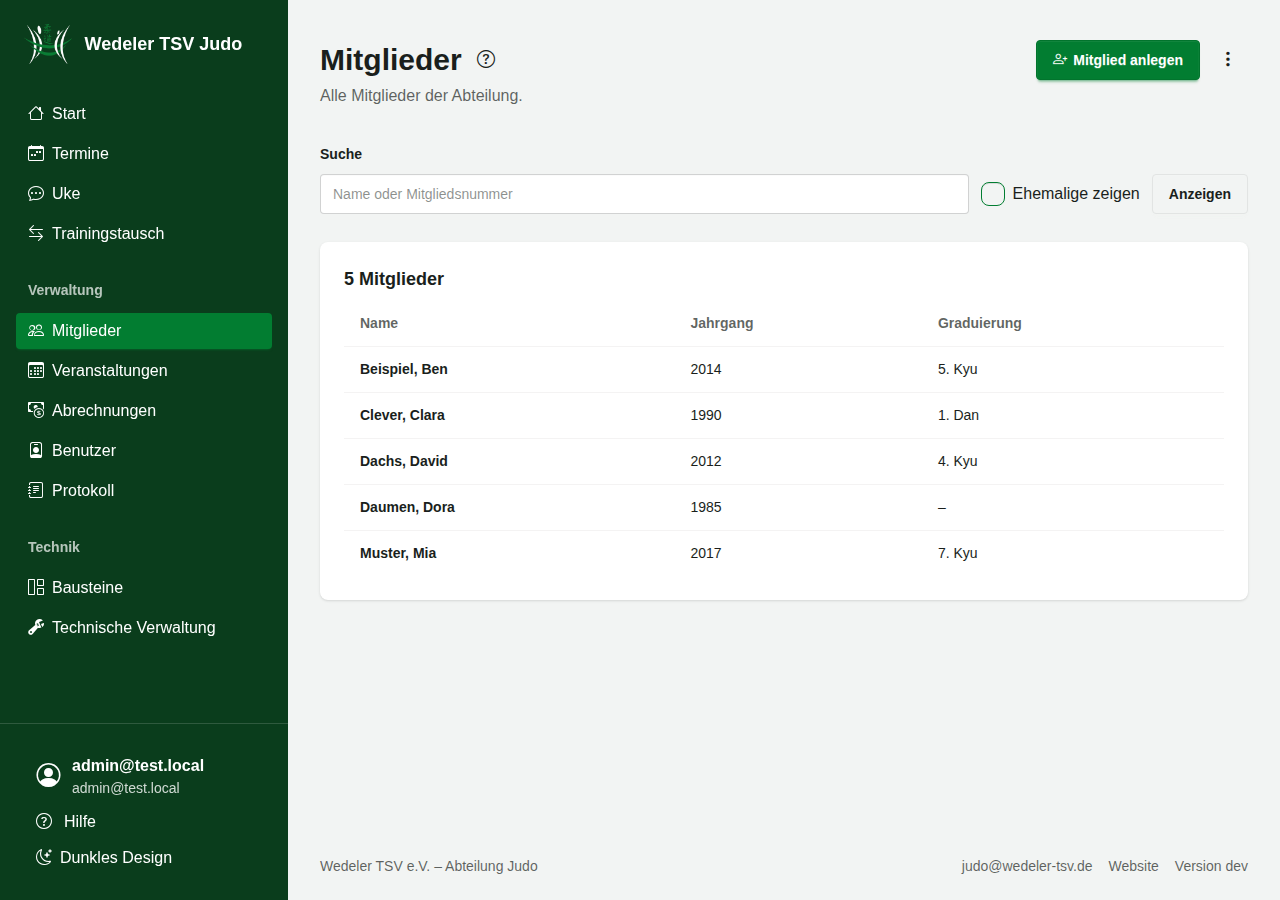 Wedeler TSV Judo
Start
Termine
Uke
Trainingstausch
Verwaltung
Mitglieder
Veranstaltungen
Abrechnungen
Benutzer
Protokoll
Technik
Bausteine
Technische Verwaltung
admin@test.local
admin@test.local
Hilfe
Dunkles Design
Mitglieder
Mitglied anlegen
Alle Mitglieder der Abteilung.
Suche
Name oder Mitgliedsnummer Ehemalige zeigen Anzeigen
5 Mitglieder
Name Jahrgang Graduierung
Beispiel, Ben 2014 5. Kyu
Clever, Clara 1990 1. Dan
Dachs, David 2012 4. Kyu
Daumen, Dora 1985 –
Muster, Mia 2017 7. Kyu
Wedeler TSV e.V. – Abteilung Judo judo@wedeler-tsv.de Website Version dev